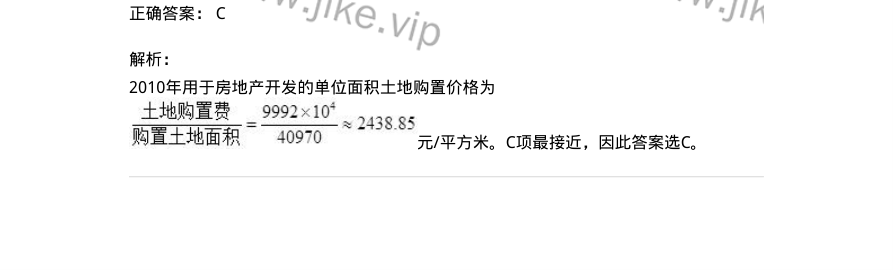 正确答案： C
w.jike.vip
解析：
2010年用于房地产开发的单位面积土地购置价格为
土地购置费/购置土地面积 = 9992×10⁴/40970 ≈ 2438.85 元/平方米。C项最接近，因此答案选C。